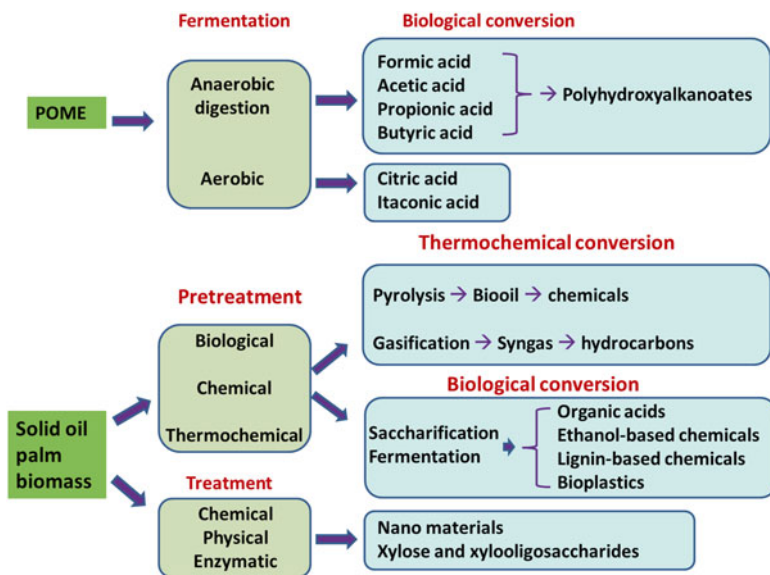 Fermentation
Biological conversion
POME
Anaerobic
digestion
Aerobic
Formic acid
Acetic acid
Propionic acid
Butyric acid
→ Polyhydroxyalkanoates
Citric acid
Itaconic acid
Thermochemical conversion
Pretreatment
Pyrolysis → Biooil → chemicals
Gasification → Syngas → hydrocarbons
Biological
Chemical
Thermochemical
Biological conversion
Solid oil
palm
biomass
Saccharification
Fermentation
Organic acids
Ethanol-based chemicals
Lignin-based chemicals
Bioplastics
Treatment
Chemical
Physical
Enzymatic
Nano materials
Xylose and xylooligosaccharides